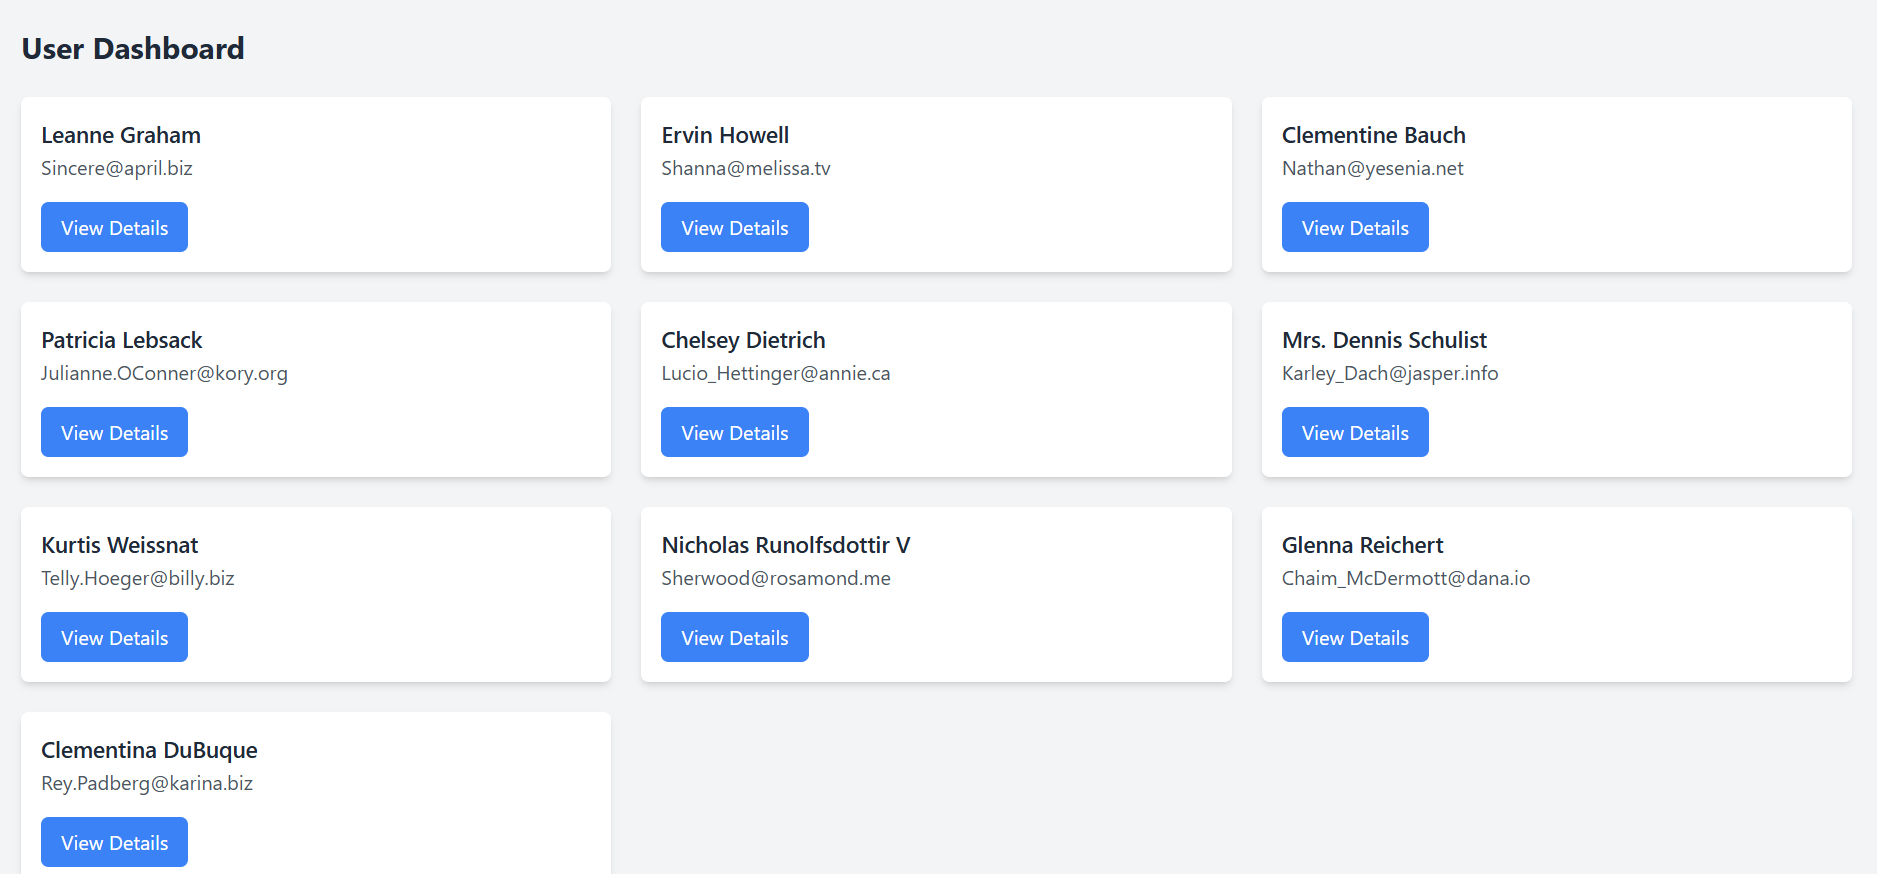 User Dashboard
Leanne Graham
Sincere@april.biz
View Details
Ervin Howell
Shanna@melissa.tv
View Details
Clementine Bauch
Nathan@yesenia.net
View Details
Patricia Lebsack
Julianne.OConner@kory.org
View Details
Chelsey Dietrich
Lucio_Hettinger@annie.ca
View Details
Mrs. Dennis Schulist
Karley_Dach@jasper.info
View Details
Kurtis Weissnat
Telly.Hoeger@billy.biz
View Details
Nicholas Runolfsdottir V
Sherwood@rosamond.me
View Details
Glenna Reichert
Chaim_McDermott@dana.io
View Details
Clementina DuBuque
Rey.Padberg@karina.biz
View Details